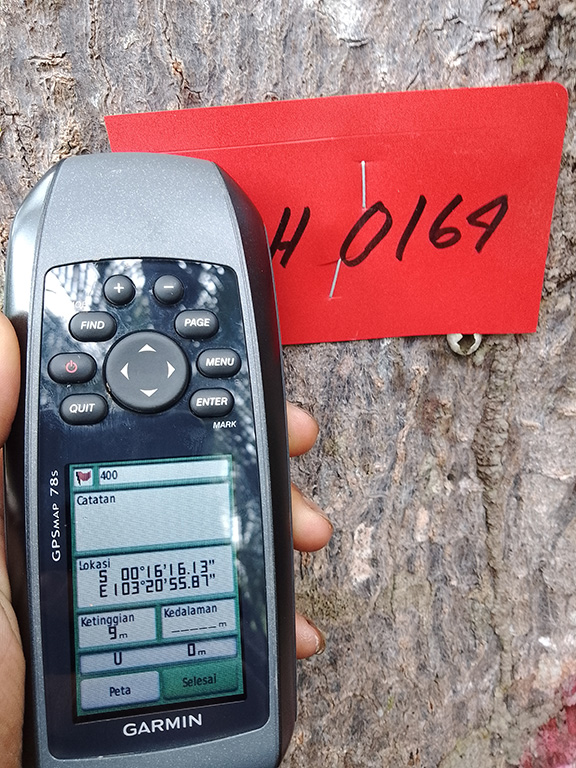 H 0164
+ -
FIND PAGE
MENU
QUIT ENTER
MARK
GPSMAP 78s
400
Catatan
Lokasi
S 00°16'16.13"
E 103°20'55.87"
Ketinggian Kedalaman
9m _____m
U 0m
Peta Selesai
GARMIN